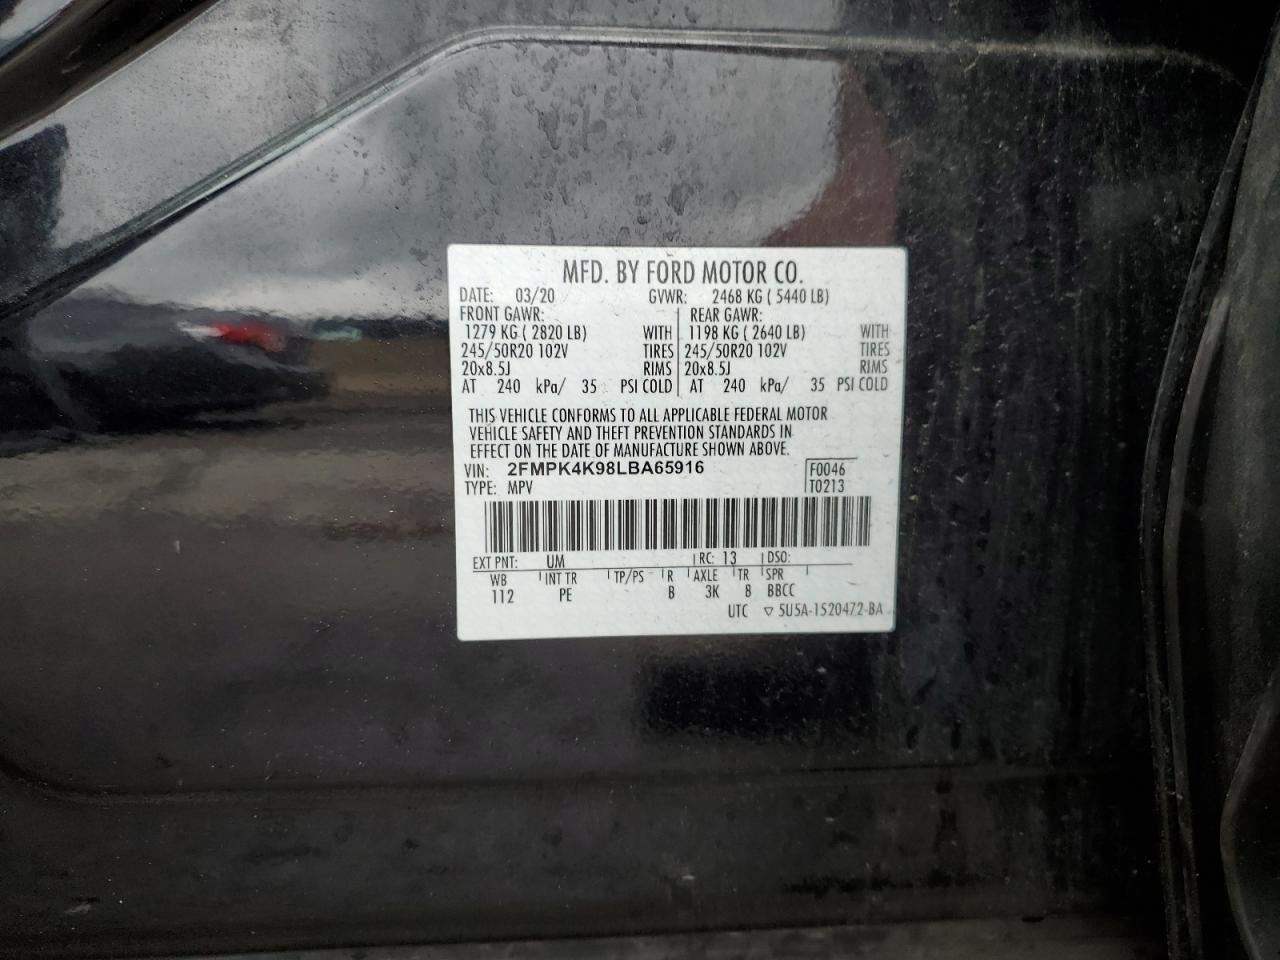 MFD. BY FORD MOTOR CO.
DATE: 03/20 GVWR: 2468 KG ( 5440 LB)
FRONT GAWR: REAR GAWR:
1279 KG ( 2820 LB) WITH 1198 KG ( 2640 LB) WITH
245/50R20 102V TIRES 245/50R20 102V TIRES
20x8.5J RIMS 20x8.5J RIMS
AT 240 kPa/ 35 PSI COLD AT 240 kPa/ 35 PSI COLD
THIS VEHICLE CONFORMS TO ALL APPLICABLE FEDERAL MOTOR
VEHICLE SAFETY AND THEFT PREVENTION STANDARDS IN
EFFECT ON THE DATE OF MANUFACTURE SHOWN ABOVE.
VIN: 2FMPK4K98LBA65916 F0046
TYPE: MPV T0213
EXT PNT: UM RC: 13 DSO:
WB INT TR TP/PS R AXLE TR SPR
112 PE B 3K 8 BBCC
UTC ▽ 5U5A-1520472-BA